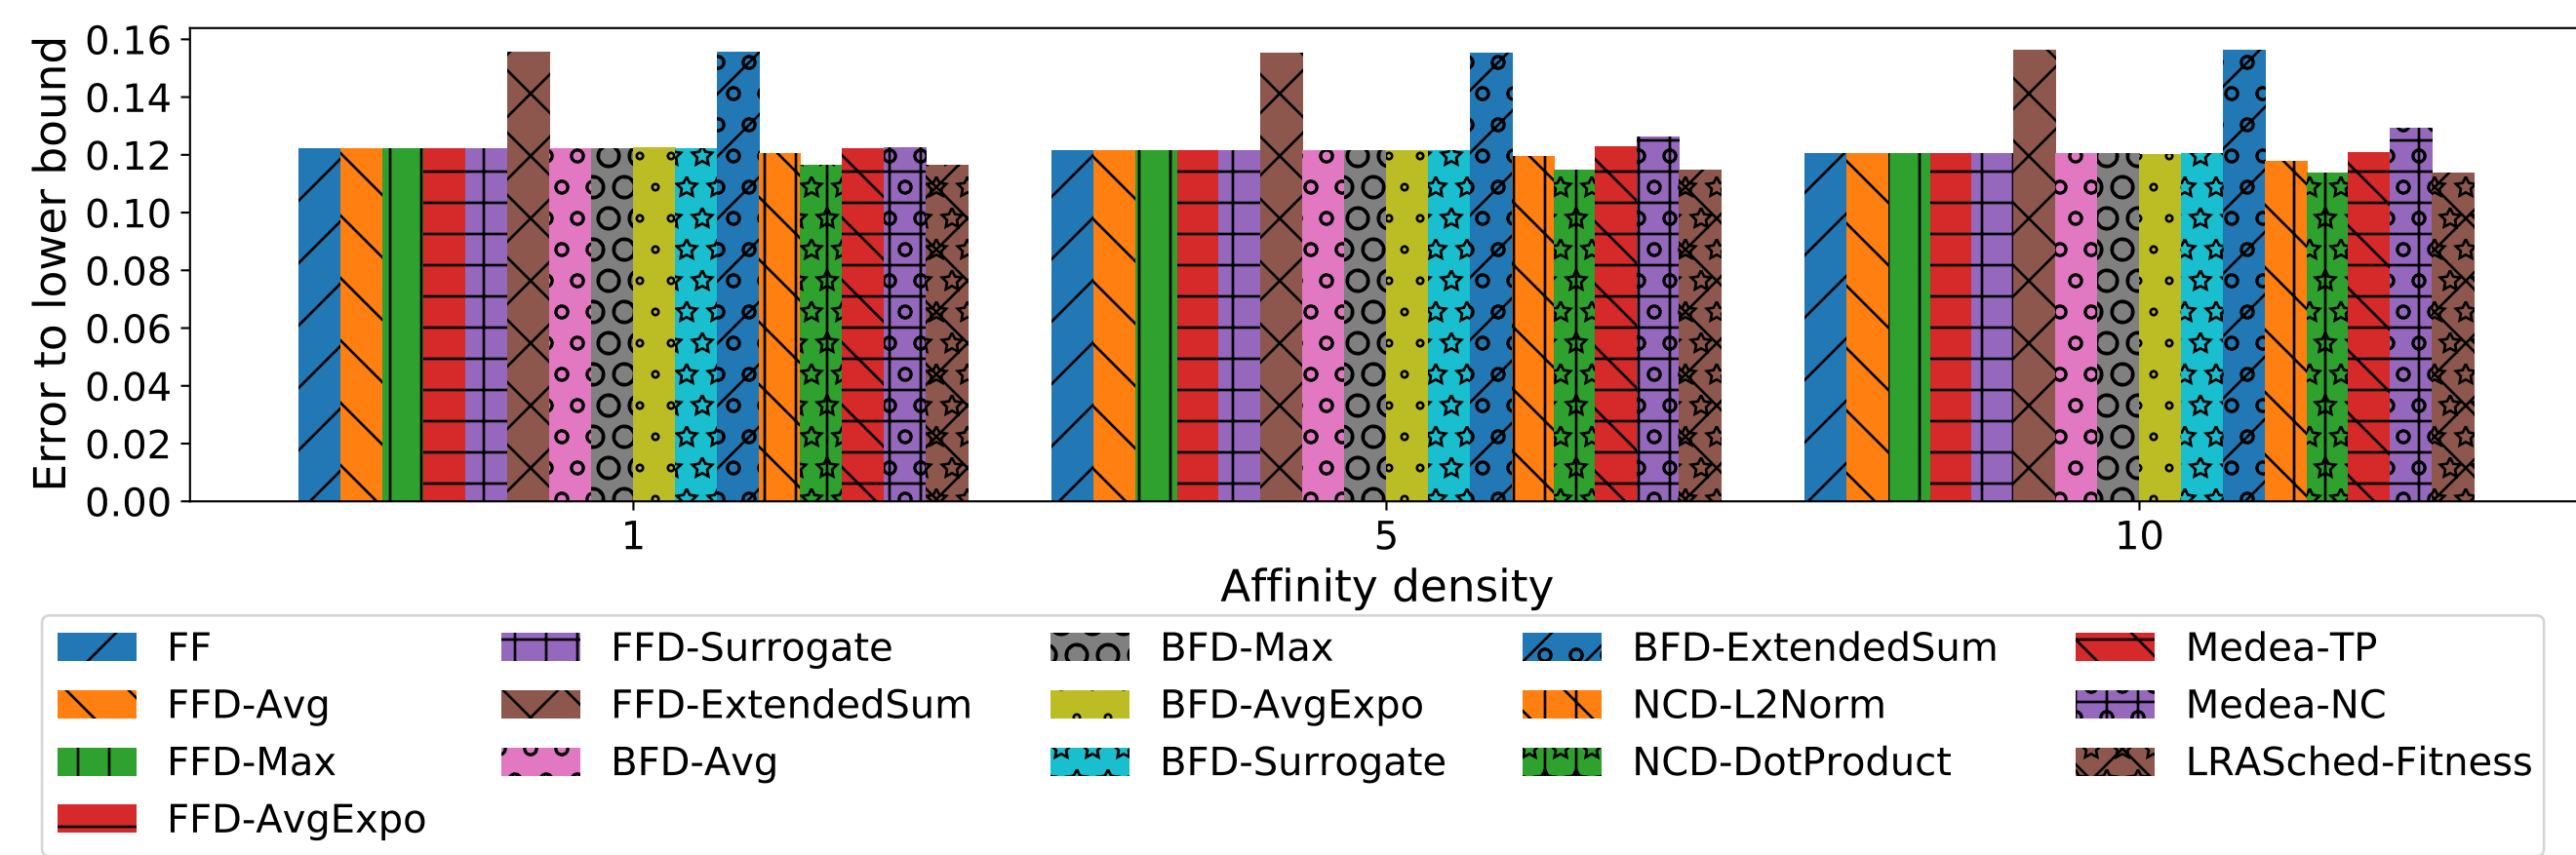 0.16
0.14
0.12
0.10
0.08
0.06
0.04
0.02
0.00
Error to lower bound
1 5 10
Affinity density
FF FFD-Surrogate BFD-Max BFD-ExtendedSum Medea-TP
FFD-Avg FFD-ExtendedSum BFD-AvgExpo NCD-L2Norm Medea-NC
FFD-Max BFD-Avg BFD-Surrogate NCD-DotProduct LRASched-Fitness
FFD-AvgExpo